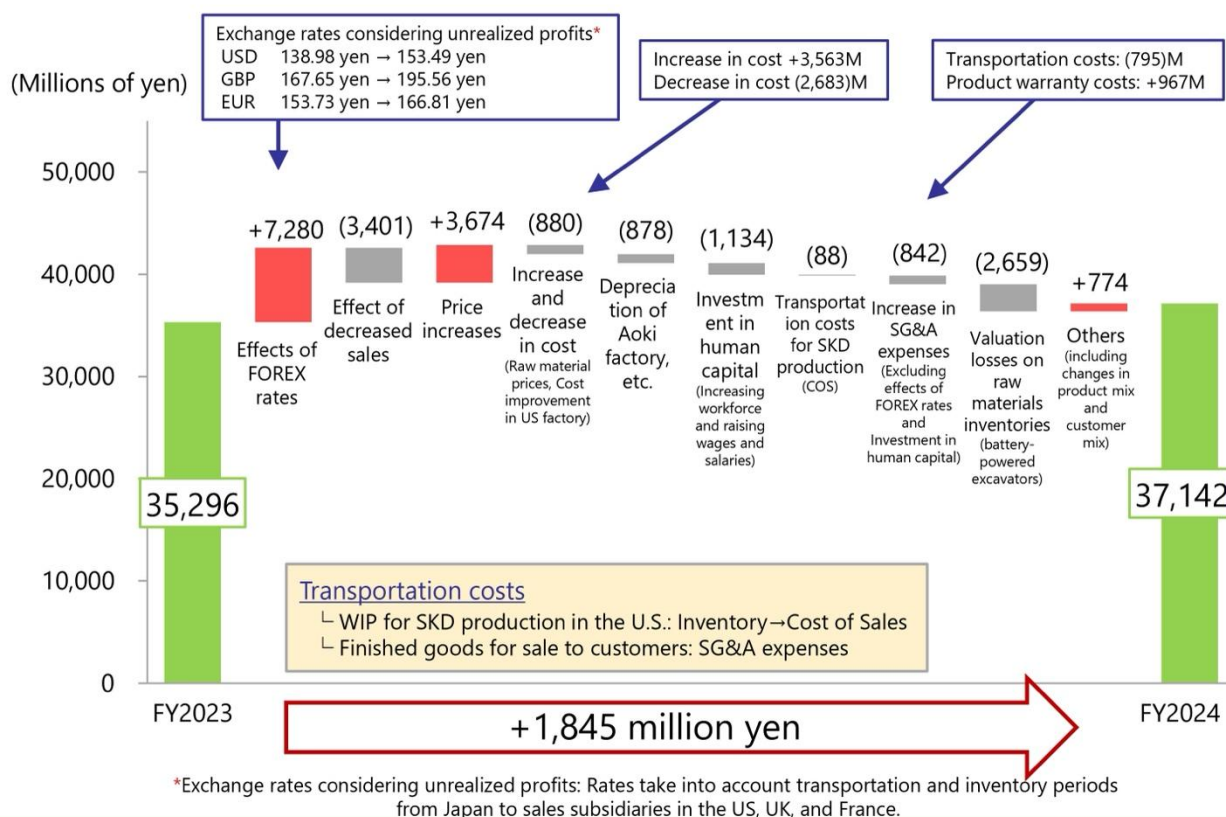 Exchange rates considering unrealized profits*
USD 138.98 yen → 153.49 yen
GBP 167.65 yen → 195.56 yen
EUR 153.73 yen → 166.81 yen
Increase in cost +3,563M
Decrease in cost (2,683)M
Transportation costs: (795)M
Product warranty costs: +967M
(Millions of yen)
50,000
40,000
30,000
20,000
10,000
0
35,296
FY2023
+7,280
Effects of
FOREX
rates
(3,401)
Effect of
decreased
sales
+3,674
Price
increases
(880)
Increase
and
decrease
in cost
(Raw material
prices, Cost
improvement
in US factory)
(878)
Depreci
ation of
Aoki
factory,
etc.
(1,134)
Investm
ent in
human
capital
(Increasing
workforce
and raising
wages and
salaries)
(88)
Transportat
ion costs
for SKD
production
(COS)
(842)
Increase in
SG&A
expenses
(Excluding
effects of
FOREX rates
and
Investment in
human capital)
(2,659)
Valuation
losses on
raw
materials
inventories
(battery-
powered
excavators)
+774
Others
(including
changes in
product mix
and
customer
mix)
37,142
FY2024
Transportation costs
└ WIP for SKD production in the U.S.: Inventory→Cost of Sales
└ Finished goods for sale to customers: SG&A expenses
+1,845 million yen
*Exchange rates considering unrealized profits: Rates take into account transportation and inventory periods
from Japan to sales subsidiaries in the US, UK, and France.